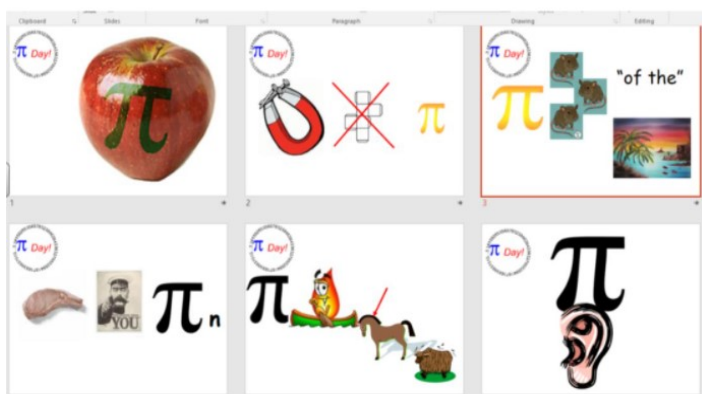 Clipboard
Slides
Font
Paragraph
Drawing
Editing
π Day!
π
π Day!
π
π Day!
π
"of the"
1
2
3
π Day!
YOU
π n
π Day!
π
π Day!
π